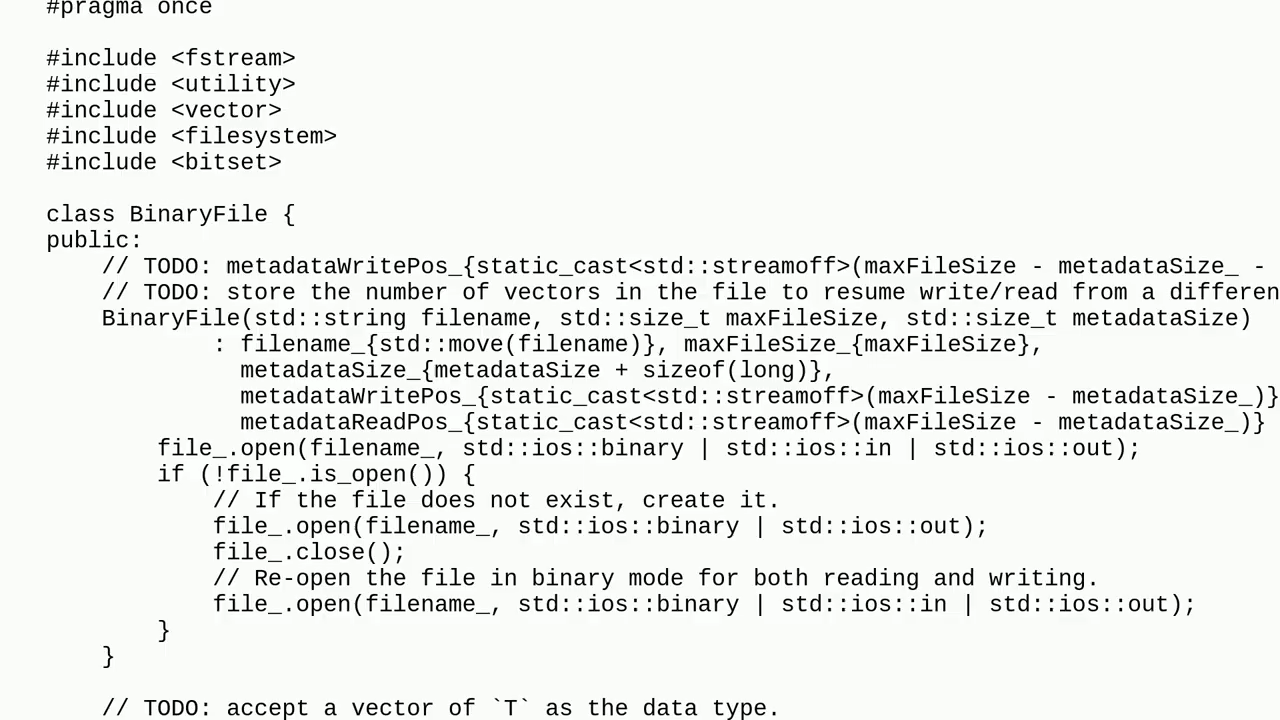 #pragma once
#include <fstream>
#include <utility>
#include <vector>
#include <filesystem>
#include <bitset>
class BinaryFile {
public:
    // TODO: metadataWritePos_{static_cast<std::streamoff>(maxFileSize - metadataSize_ -
    // TODO: store the number of vectors in the file to resume write/read from a differen
    BinaryFile(std::string filename, std::size_t maxFileSize, std::size_t metadataSize)
            : filename_{std::move(filename)}, maxFileSize_{maxFileSize},
              metadataSize_{metadataSize + sizeof(long)},
              metadataWritePos_{static_cast<std::streamoff>(maxFileSize - metadataSize_)}
              metadataReadPos_{static_cast<std::streamoff>(maxFileSize - metadataSize_)}
        file_.open(filename_, std::ios::binary | std::ios::in | std::ios::out);
        if (!file_.is_open()) {
            // If the file does not exist, create it.
            file_.open(filename_, std::ios::binary | std::ios::out);
            file_.close();
            // Re-open the file in binary mode for both reading and writing.
            file_.open(filename_, std::ios::binary | std::ios::in | std::ios::out);
        }
    }
    // TODO: accept a vector of `T` as the data type.